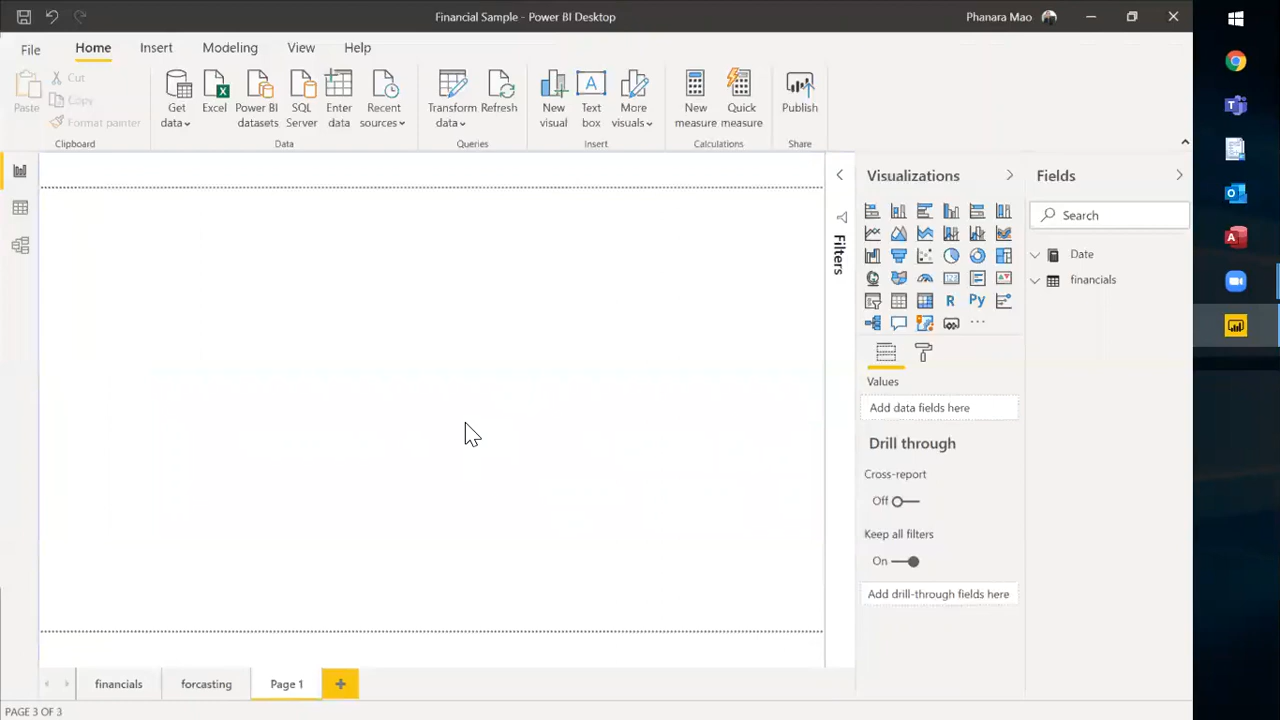 Financial Sample - Power BI Desktop
Phanara Mao
File
Home
Insert
Modeling
View
Help
Paste
Cut
Copy
Format painter
Get data
Excel
Power BI datasets
SQL Server
Enter data
Recent sources
Transform data
Refresh
New visual
A
Text box
More visuals
New measure
Quick measure
Publish
Clipboard
Data
Queries
Insert
Calculations
Share
Filters
Visualizations
R
Py
Values
Add data fields here
Drill through
Cross-report
Off
Keep all filters
On
Add drill-through fields here
Fields
Search
Date
financials
financials
forcasting
Page 1
PAGE 3 OF 3